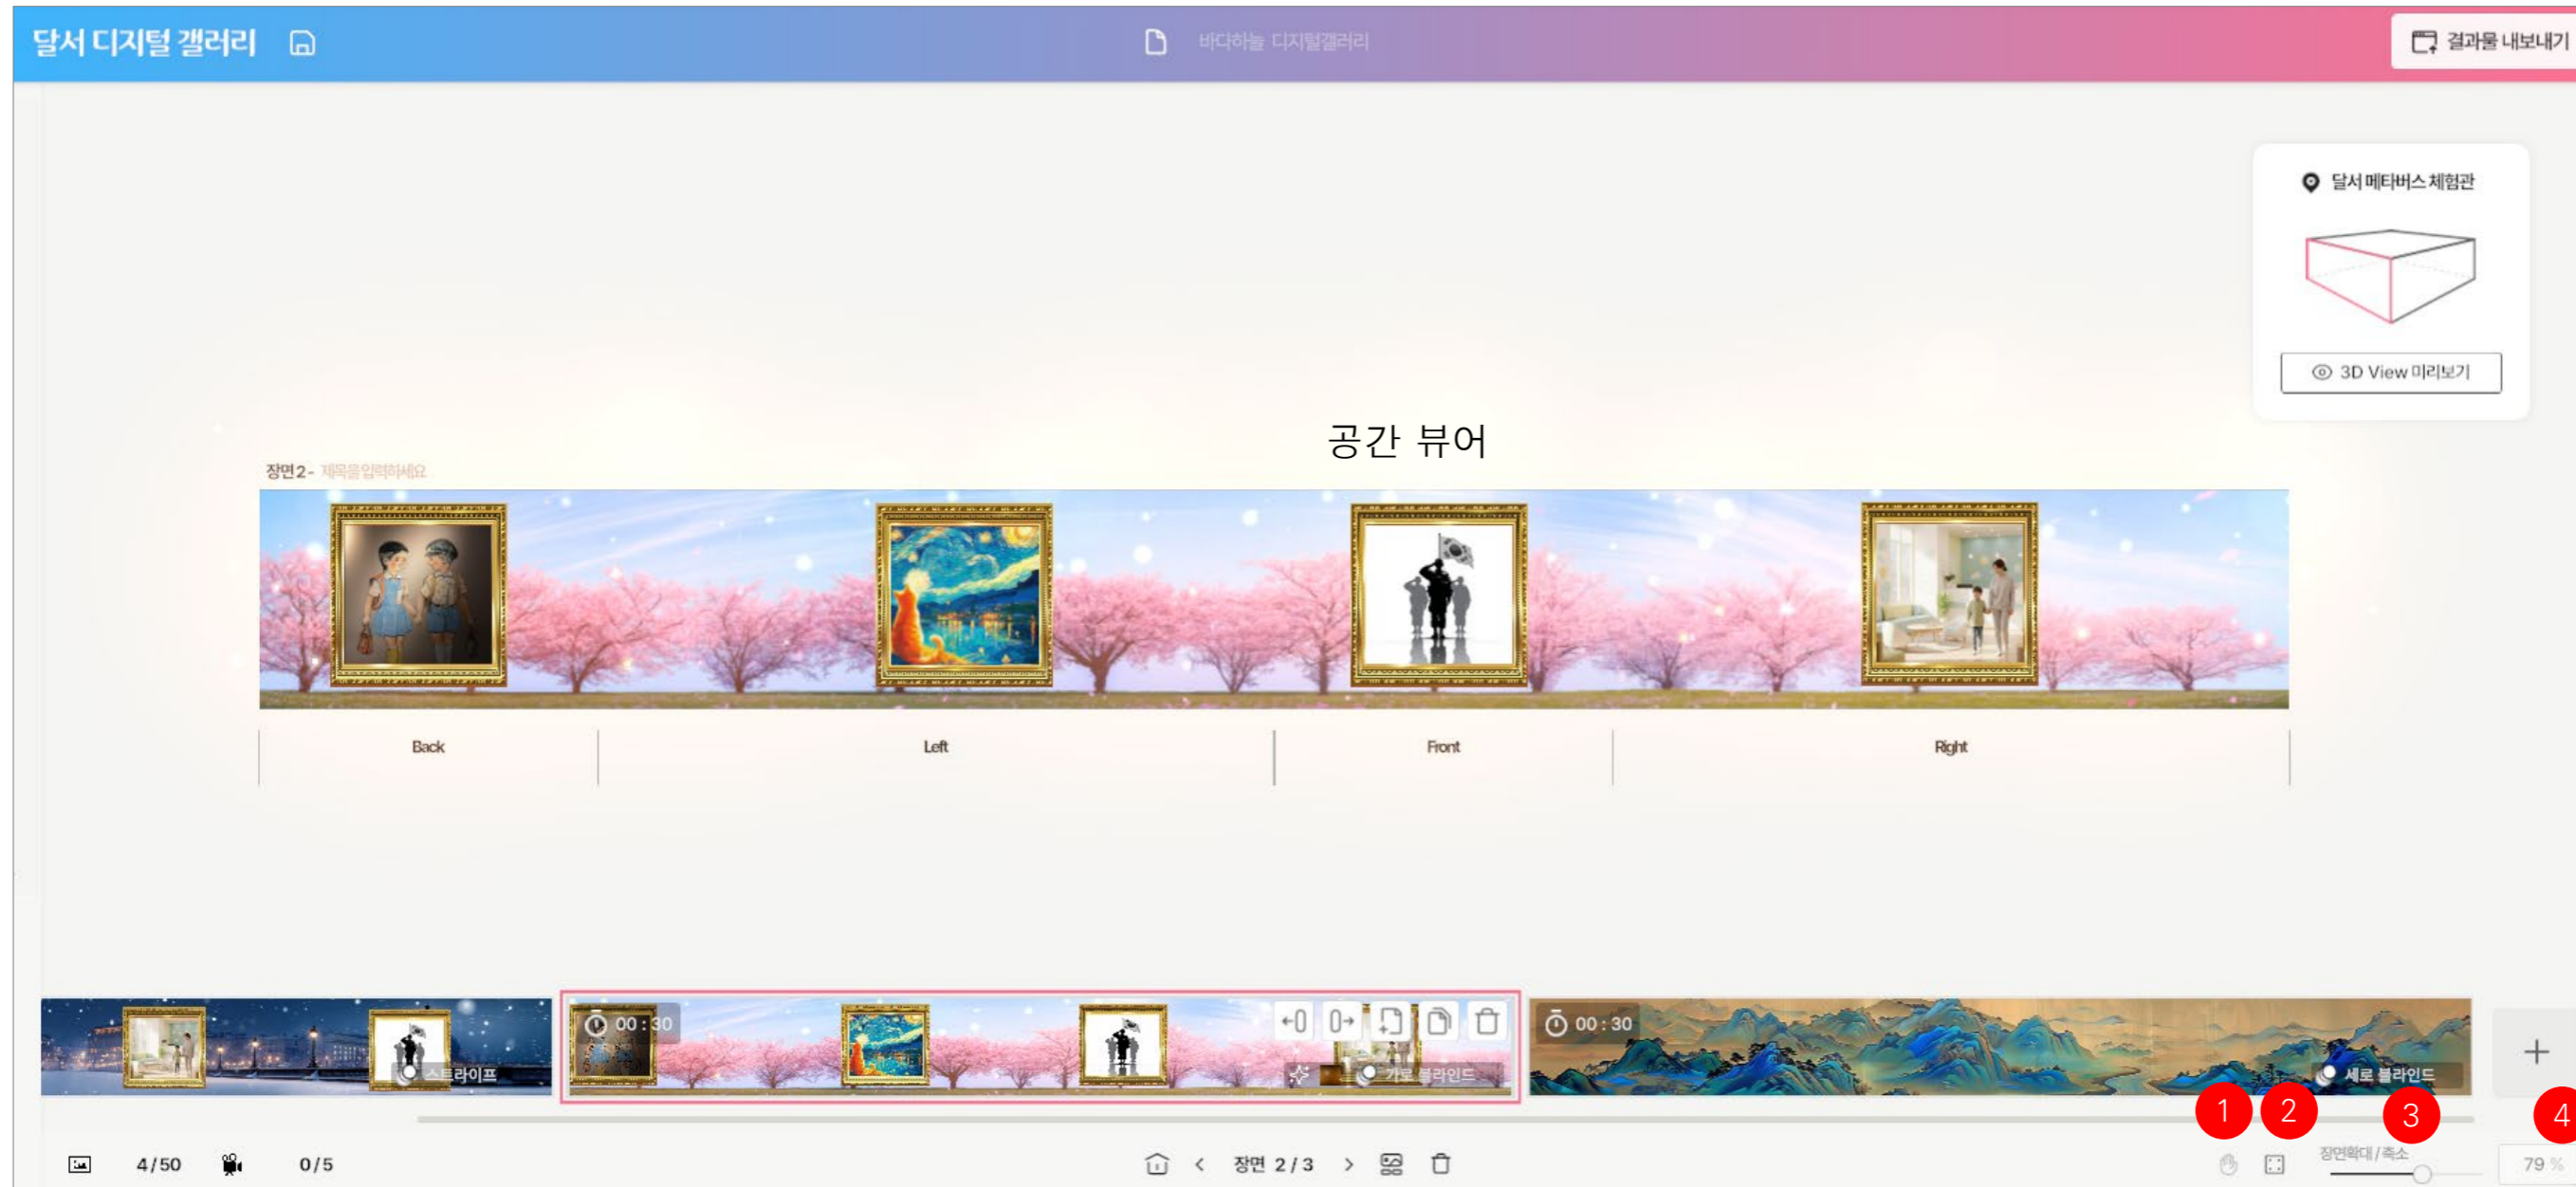 달서 디지털 갤러리
바다하늘 디지털갤러리
결과물 내보내기
달서 메타버스 체험관
3D View 미리보기
공간 뷰어
장면2 - 제목을 입력하세요
Back
Left
Front
Right
스트라이프
00 : 30
가로 블라인드
00 : 30
세로 블라인드
1
2
3
4
4/50
0/5
장면 2 / 3
장면확대 / 축소
79 %